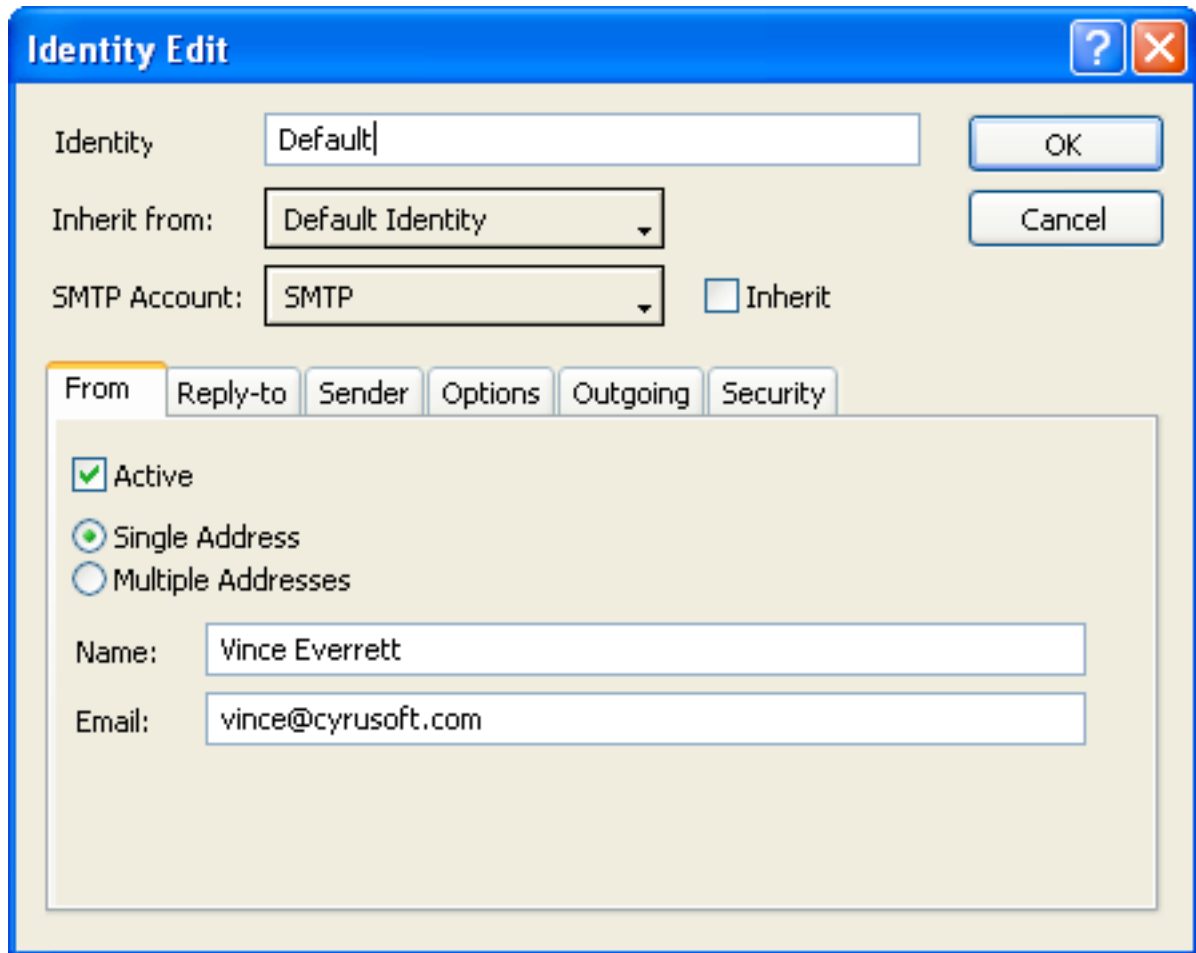 Identity Edit
?
Identity
Default
OK
Inherit from:
Default Identity
Cancel
SMTP Account:
SMTP
Inherit
From
Reply-to
Sender
Options
Outgoing
Security
Active
Single Address
Multiple Addresses
Name:
Vince Everrett
Email:
vince@cyrusoft.com